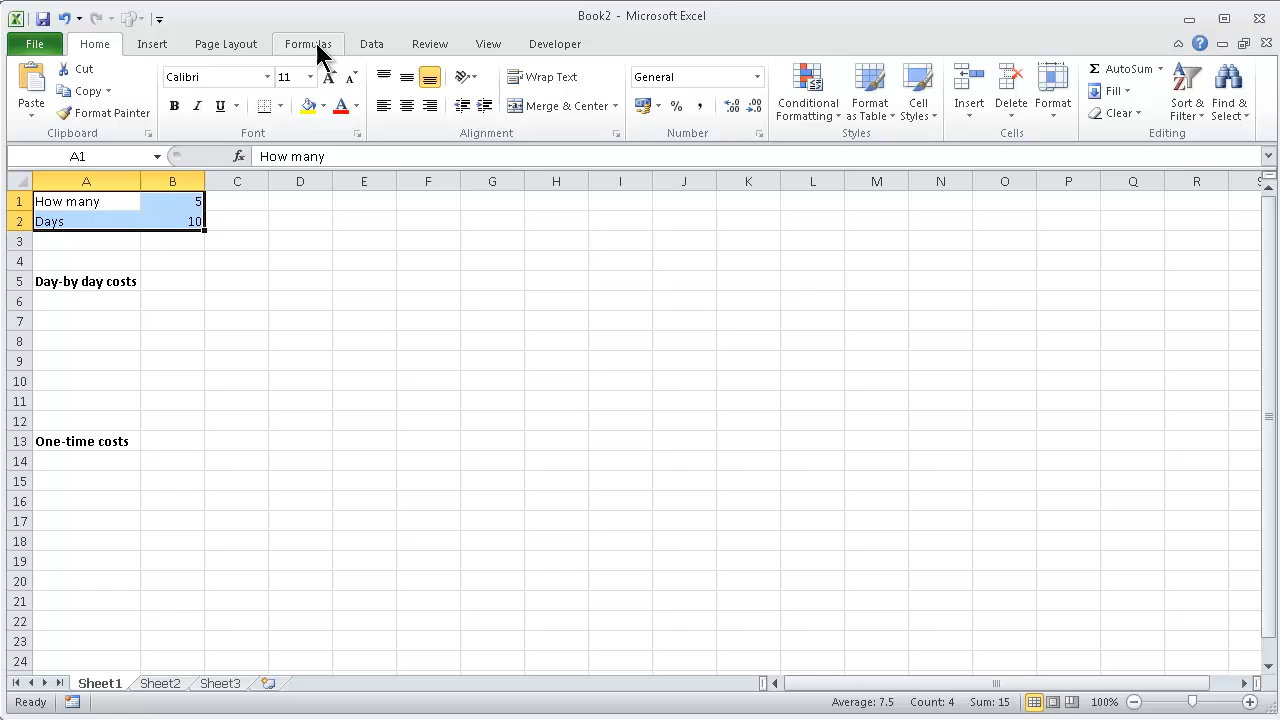 Book2 - Microsoft Excel
File Home Insert Page Layout Formulas Data Review View Developer
Paste
Cut
Copy
Format Painter
Clipboard
Calibri 11
B I U
Font
Wrap Text
Merge & Center
Alignment
General
% ,
Number
Conditional Formatting
Format as Table
Cell Styles
Styles
Insert
Delete
Format
Cells
Σ AutoSum
Fill
Clear
Sort & Filter
Find & Select
Editing
A1 fx How many
A B C D E F G H I J K L M N O P Q R
1 How many 5
2 Days 10
3
4
5 Day-by day costs
6
7
8
9
10
11
12
13 One-time costs
14
15
16
17
18
19
20
21
22
23
24
Sheet1 Sheet2 Sheet3
Ready Average: 7.5 Count: 4 Sum: 15 100%